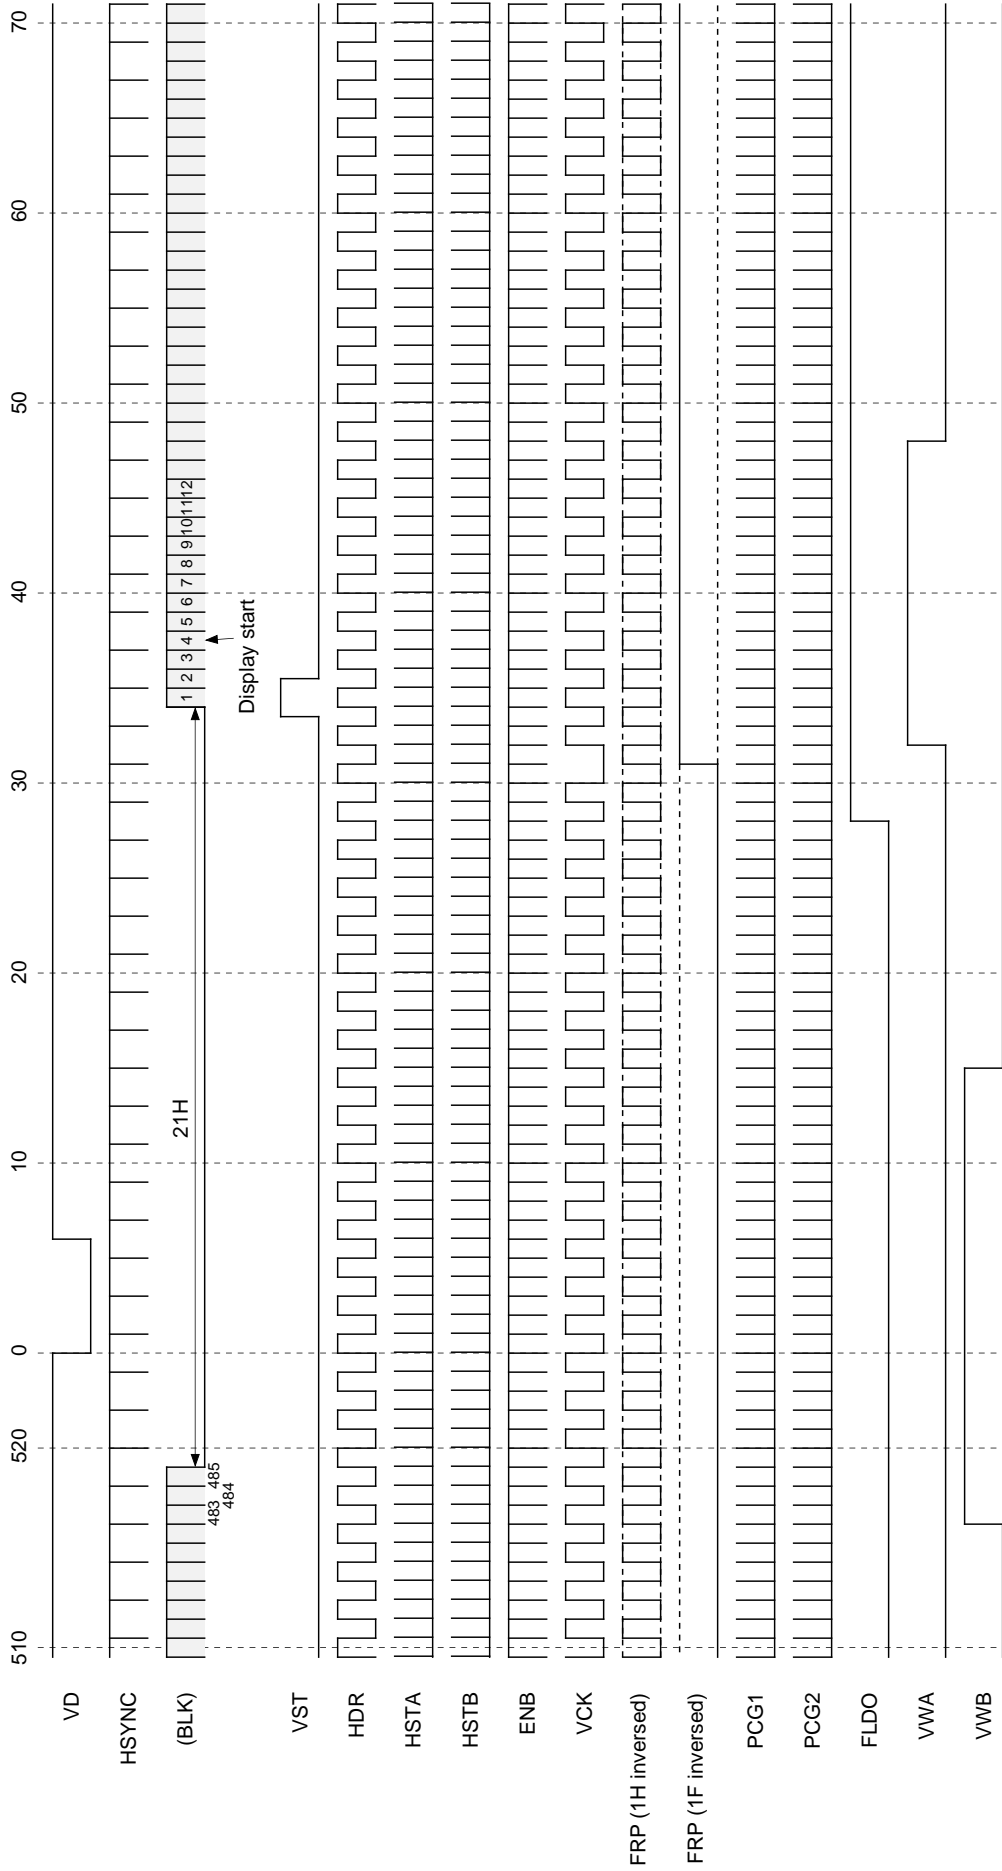 510 520 0 10 20 30 40 50 60 70
VD
HSYNC
(BLK)
21H
1 2 3 4 5 6 7 8 9 10 11 12
483 485
484
Display start
VST
HDR
HSTA
HSTB
ENB
VCK
FRP (1H inversed)
FRP (1F inversed)
PCG1
PCG2
FLDO
VWA
VWB